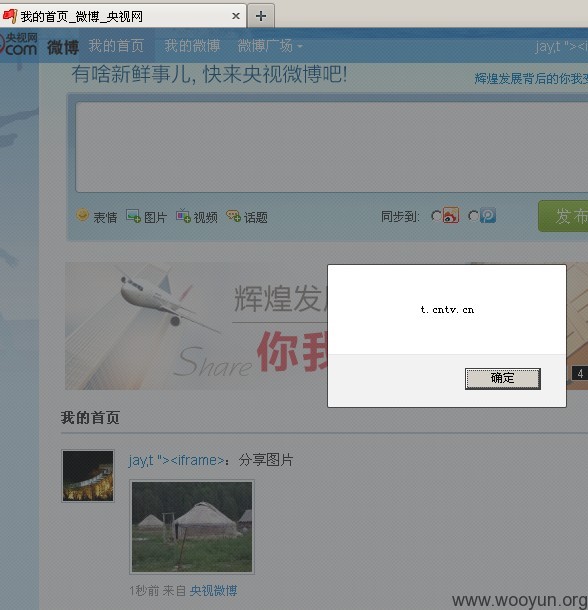 我的首页_微博_央视网
央视网
com 微博 我的首页 我的微博 微博广场 jay,t "><i
有啥新鲜事儿, 快来央视微博吧! 辉煌发展背后的你我
表情 图片 视频 话题 同步到: 发布
辉煌发展
Share 你我
t.cntv.cn
确定
4
我的首页
jay,t "><iframe>: 分享图片
1秒前 来自 央视微博
www.wooyun.org